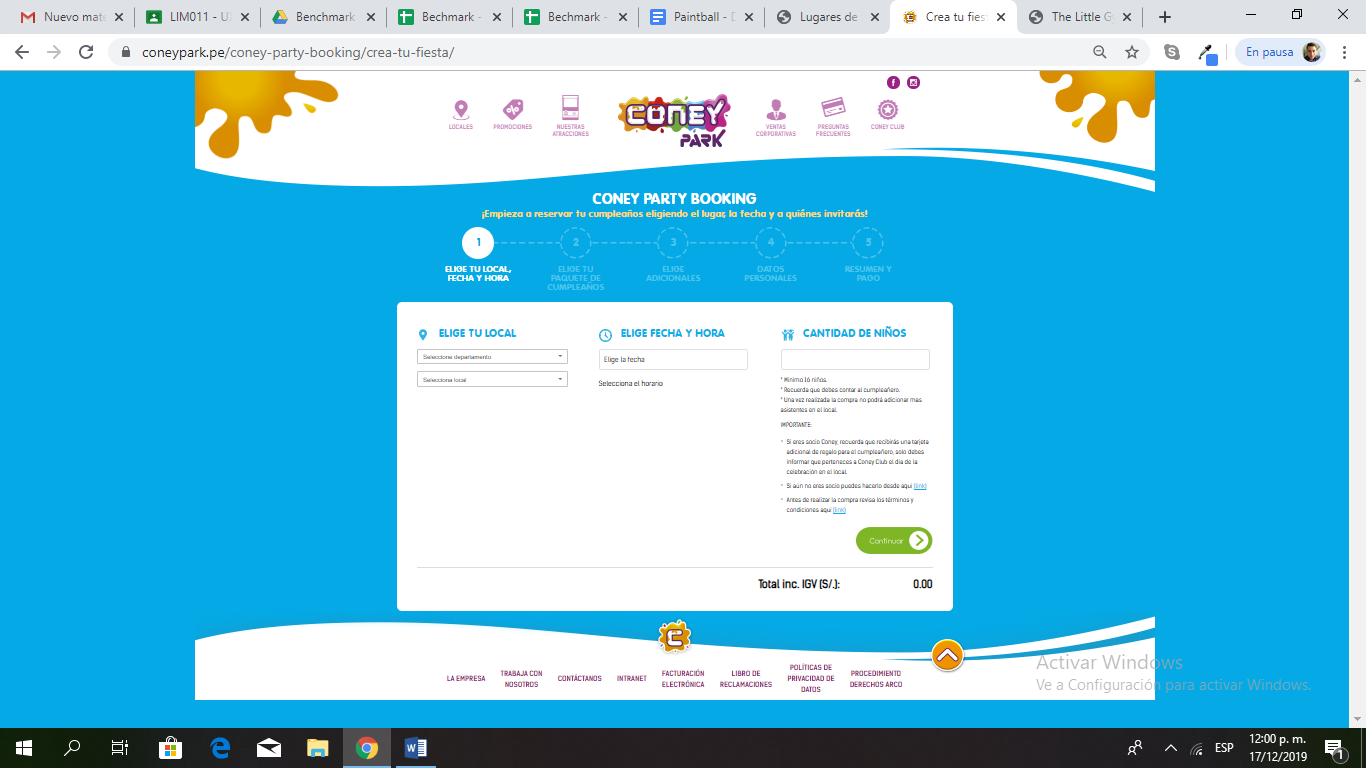 Nuevo mate
LIM011 - UX
Benchmark
Bechmark -
Bechmark -
Paintball - D
Lugares de
Crea tu fies
The Little G
coneypark.pe/coney-party-booking/crea-tu-fiesta/
En pausa
LOCALES
PROMOCIONES
NUESTRAS
ATRACCIONES
CONEY
PARK
VENTAS
CORPORATIVAS
PREGUNTAS
FRECUENTES
CONEY CLUB
CONEY PARTY BOOKING
¡Empieza a reservar tu cumpleaños eligiendo el lugar, la fecha y a quiénes invitarás!
1
2
3
4
5
ELIGE TU LOCAL,
FECHA Y HORA
ELIGE TU
PAQUETE DE
CUMPLEAÑOS
ELIGE
ADICIONALES
DATOS
PERSONALES
RESUMEN Y
PAGO
ELIGE TU LOCAL
Seleccione departamento
Selecciona local
ELIGE FECHA Y HORA
Elige la fecha
Selecciona el horario
CANTIDAD DE NIÑOS
* Mínimo 16 niños.
* Recuerda que debes contar al cumpleañero.
* Una vez realizada la compra no podrá adicionar mas
asistentes en el local.
IMPORTANTE:
* Si eres socio Coney, recuerda que recibirás una tarjeta
adicional de regalo para el cumpleañero, solo debes
informar que perteneces a Coney Club el día de la
celebración en el local.
* Si aún no eres socio puedes hacerlo desde aquí (link)
* Antes de realizar la compra revisa los términos y
condiciones aquí (link)
Continuar
Total inc. IGV (S/.): 0.00
C
LA EMPRESA
TRABAJA CON
NOSOTROS
CONTÁCTANOS
INTRANET
FACTURACIÓN
ELECTRÓNICA
LIBRO DE
RECLAMACIONES
POLÍTICAS DE
PRIVACIDAD DE
DATOS
PROCEDIMIENTO
DERECHOS ARCO
Activar Windows
Ve a Configuración para activar Windows.
ESP
12:00 p. m.
17/12/2019
1